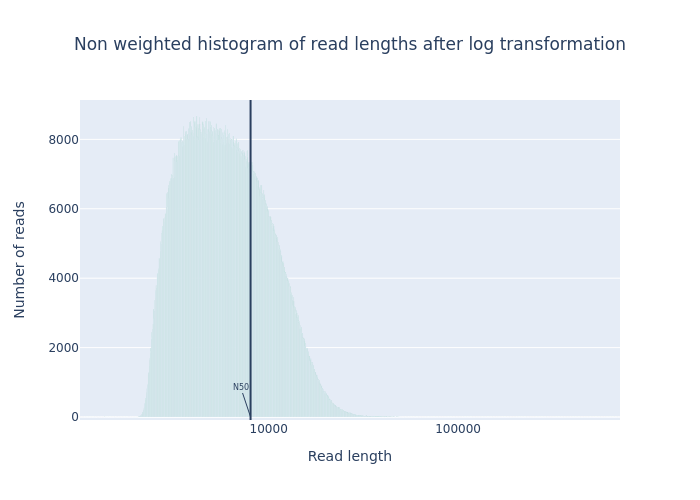 Non weighted histogram of read lengths after log transformation
Number of reads
8000
6000
4000
2000
0
N50
10000
100000
Read length